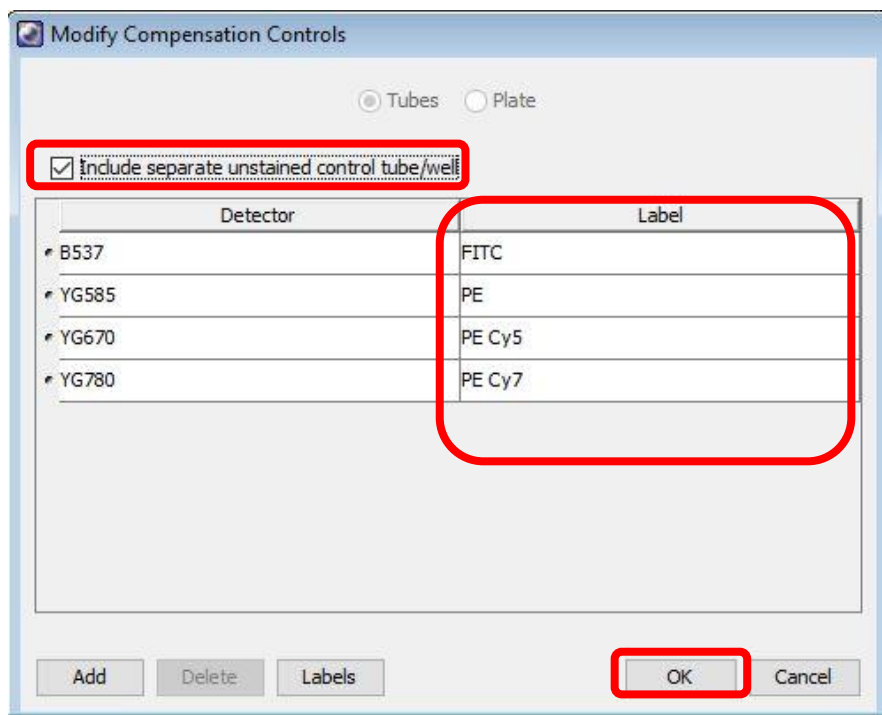 Modify Compensation Controls
Tubes Plate
Include separate unstained control tube/well
Detector Label
B537 FITC
YG585 PE
YG670 PE Cy5
YG780 PE Cy7
Add Delete Labels OK Cancel